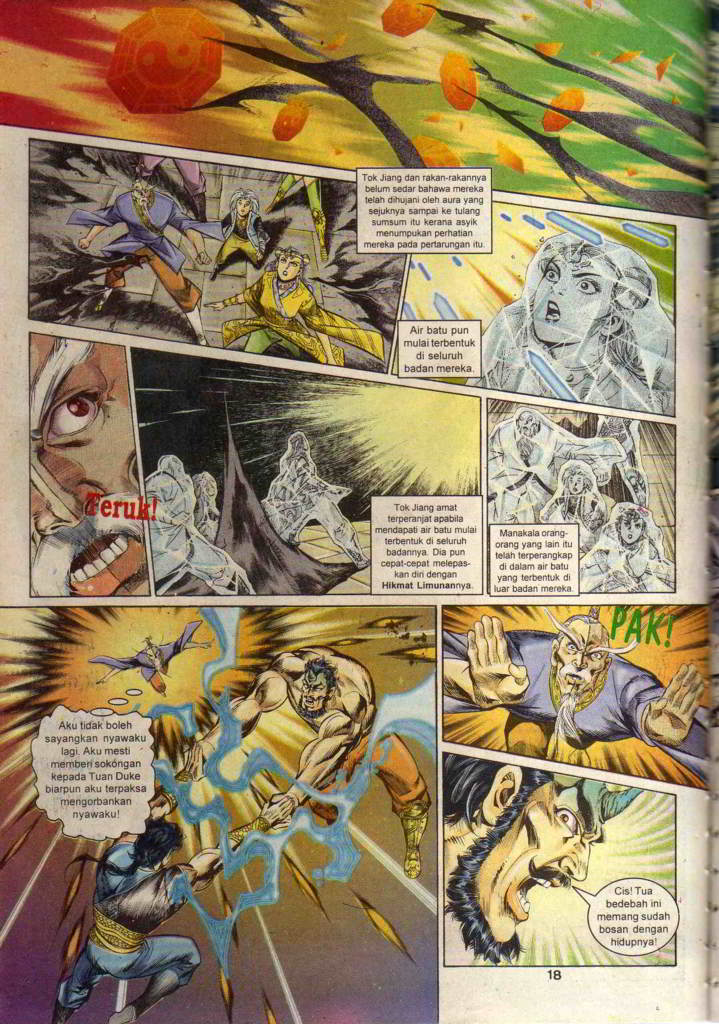 Tok Jiang dan rakan-rakannya
belum sedar bahawa mereka
telah dihujani oleh aura yang
sejuknya sampai ke tulang
sumsum itu kerana asyik
menumpukan perhatian
mereka pada pertarungan itu.
Air batu pun
mulai terbentuk
di seluruh
badan mereka.
Teruk!
Tok Jiang amat
terperanjat apabila
mendapati air batu mulai
terbentuk di seluruh
badannya. Dia pun
cepat-cepat melepas-
kan diri dengan
Hikmat Limunannya.
Manakala orang-
orang yang lain itu
telah terperangkap
di dalam air batu
yang terbentuk di
luar badan mereka.
Aku tidak boleh
sayangkan nyawaku
lagi. Aku mesti
memberi sokongan
kepada Tuan Duke
biarpun aku terpaksa
mengorbankan
nyawaku!
PAK!
Cis! Tua
bedebah ini
memang sudah
bosan dengan
hidupnya!
18